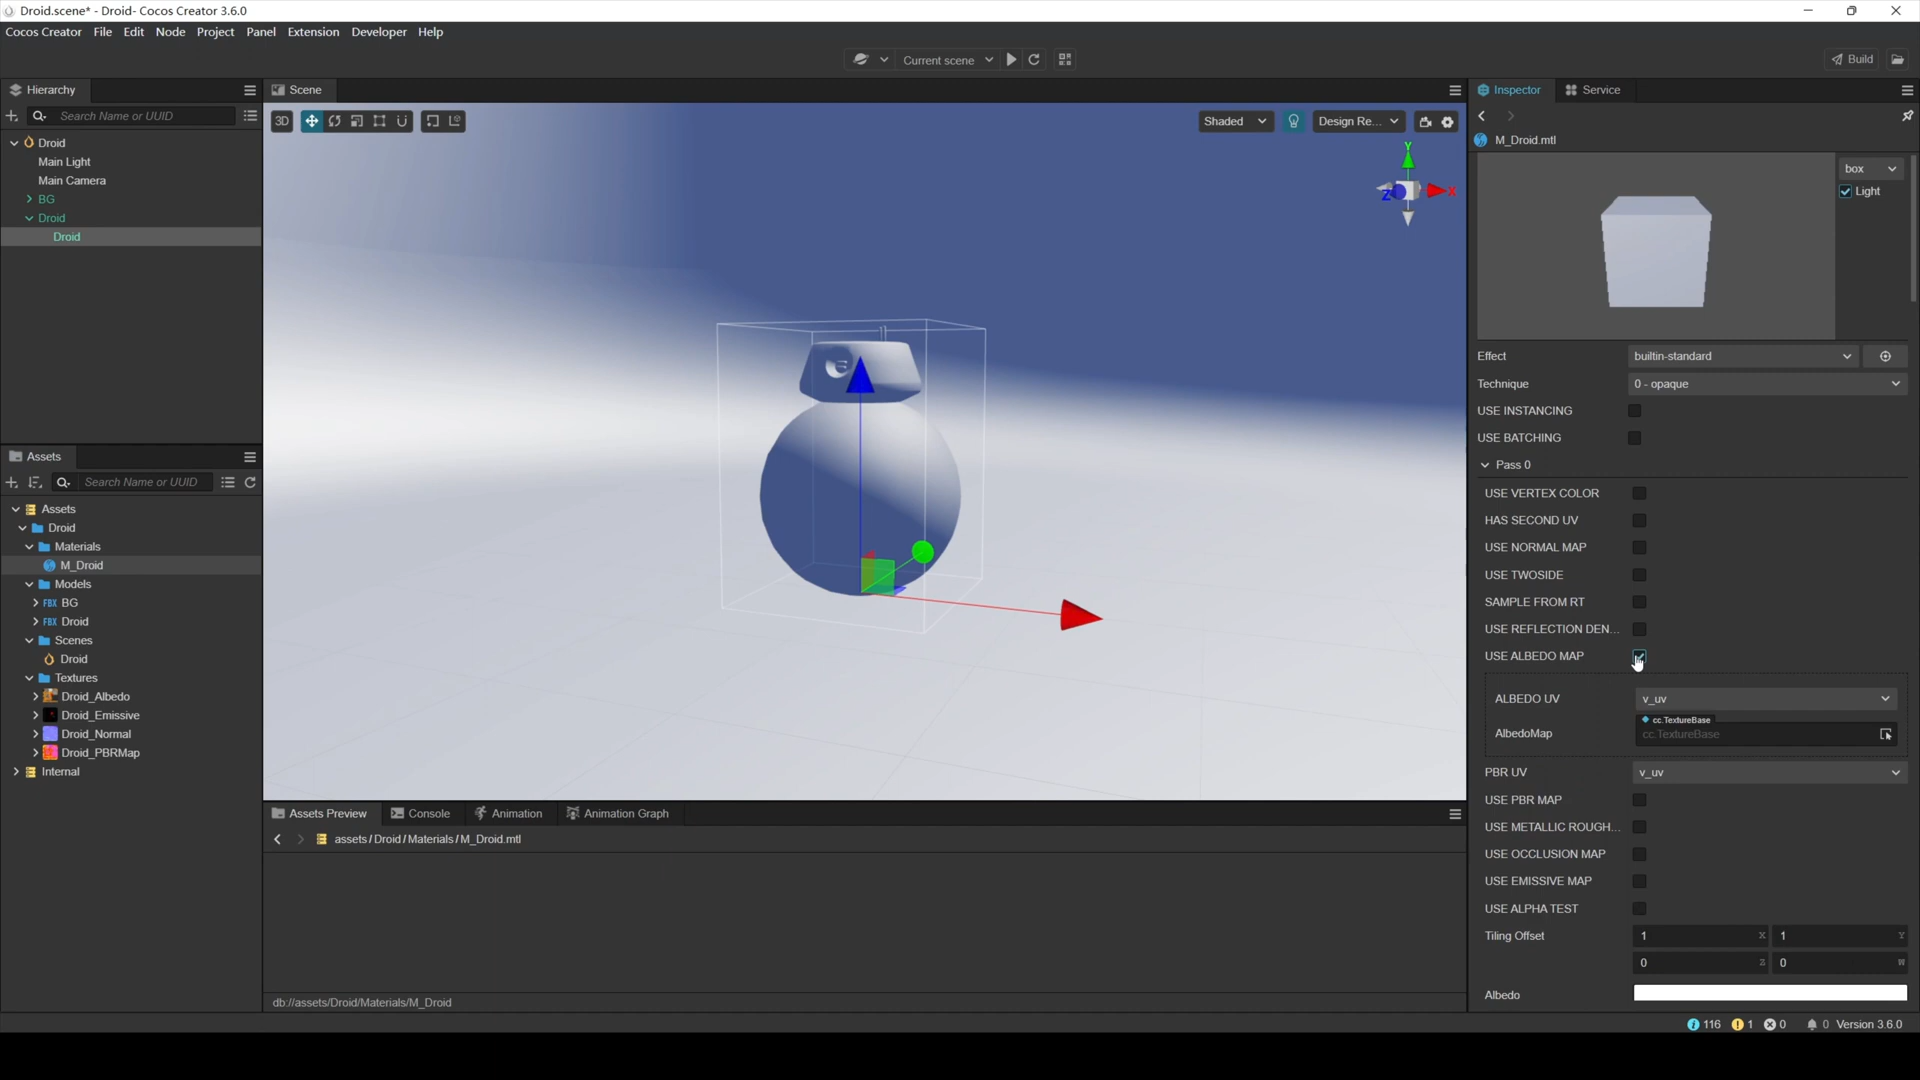 Droid.scene* - Droid- Cocos Creator 3.6.0
Cocos Creator File Edit Node Project Panel Extension Developer Help
Current scene
Build
Hierarchy
Search Name or UUID
Droid
Main Light
Main Camera
BG
Droid
Droid
Assets
Search Name or UUID
Assets
Droid
Materials
M_Droid
Models
FBX BG
FBX Droid
Scenes
Droid
Textures
Droid_Albedo
Droid_Emissive
Droid_Normal
Droid_PBRMap
Internal
Scene
3D
Shaded
Design Re...
Y
X
Z
Assets Preview Console Animation Animation Graph
assets / Droid / Materials / M_Droid.mtl
db://assets/Droid/Materials/M_Droid
Inspector Service
M_Droid.mtl
box
Light
Effect builtin-standard
Technique 0 - opaque
USE INSTANCING
USE BATCHING
Pass 0
USE VERTEX COLOR
HAS SECOND UV
USE NORMAL MAP
USE TWOSIDE
SAMPLE FROM RT
USE REFLECTION DEN...
USE ALBEDO MAP
ALBEDO UV v_uv
cc.TextureBase
AlbedoMap cc.TextureBase
PBR UV v_uv
USE PBR MAP
USE METALLIC ROUGH...
USE OCCLUSION MAP
USE EMISSIVE MAP
USE ALPHA TEST
Tiling Offset 1 X 1 Y
0 Z 0 W
Albedo
116 1 0 0 Version 3.6.0